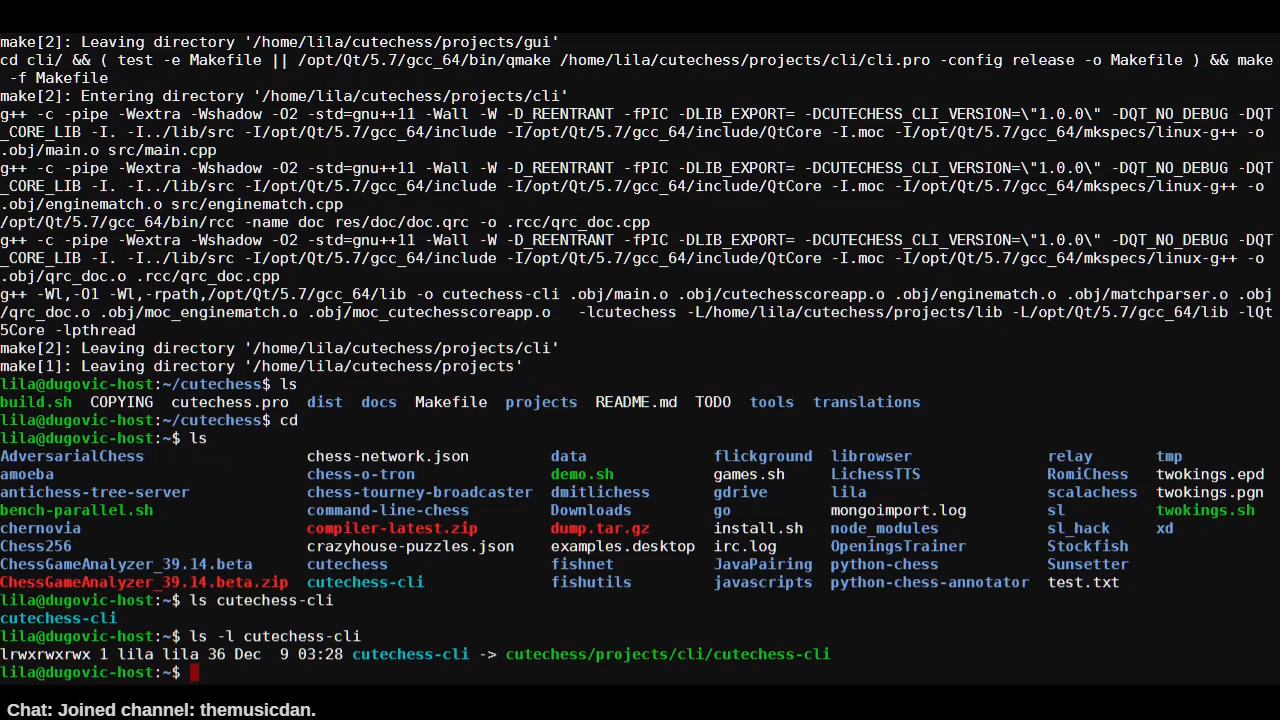 make[2]: Leaving directory '/home/lila/cutechess/projects/gui'
cd cli/ && ( test -e Makefile || /opt/Qt/5.7/gcc_64/bin/qmake /home/lila/cutechess/projects/cli/cli.pro -config release -o Makefile ) && make
 -f Makefile
make[2]: Entering directory '/home/lila/cutechess/projects/cli'
g++ -c -pipe -Wextra -Wshadow -O2 -std=gnu++11 -Wall -W -D_REENTRANT -fPIC -DLIB_EXPORT= -DCUTECHESS_CLI_VERSION=\"1.0.0\" -DQT_NO_DEBUG -DQT
_CORE_LIB -I. -I../lib/src -I/opt/Qt/5.7/gcc_64/include -I/opt/Qt/5.7/gcc_64/include/QtCore -I.moc -I/opt/Qt/5.7/gcc_64/mkspecs/linux-g++ -o
.obj/main.o src/main.cpp
g++ -c -pipe -Wextra -Wshadow -O2 -std=gnu++11 -Wall -W -D_REENTRANT -fPIC -DLIB_EXPORT= -DCUTECHESS_CLI_VERSION=\"1.0.0\" -DQT_NO_DEBUG -DQT
_CORE_LIB -I. -I../lib/src -I/opt/Qt/5.7/gcc_64/include -I/opt/Qt/5.7/gcc_64/include/QtCore -I.moc -I/opt/Qt/5.7/gcc_64/mkspecs/linux-g++ -o
.obj/enginematch.o src/enginematch.cpp
/opt/Qt/5.7/gcc_64/bin/rcc -name doc res/doc/doc.qrc -o .rcc/qrc_doc.cpp
g++ -c -pipe -Wextra -Wshadow -O2 -std=gnu++11 -Wall -W -D_REENTRANT -fPIC -DLIB_EXPORT= -DCUTECHESS_CLI_VERSION=\"1.0.0\" -DQT_NO_DEBUG -DQT
_CORE_LIB -I. -I../lib/src -I/opt/Qt/5.7/gcc_64/include -I/opt/Qt/5.7/gcc_64/include/QtCore -I.moc -I/opt/Qt/5.7/gcc_64/mkspecs/linux-g++ -o
.obj/qrc_doc.o .rcc/qrc_doc.cpp
g++ -Wl,-O1 -Wl,-rpath,/opt/Qt/5.7/gcc_64/lib -o cutechess-cli .obj/main.o .obj/cutechesscoreapp.o .obj/enginematch.o .obj/matchparser.o .obj
/qrc_doc.o .obj/moc_enginematch.o .obj/moc_cutechesscoreapp.o   -lcutechess -L/home/lila/cutechess/projects/lib -L/opt/Qt/5.7/gcc_64/lib -lQt
5Core -lpthread
make[2]: Leaving directory '/home/lila/cutechess/projects/cli'
make[1]: Leaving directory '/home/lila/cutechess/projects'
lila@dugovic-host:~/cutechess$ ls
build.sh  COPYING  cutechess.pro  dist  docs  Makefile  projects  README.md  TODO  tools  translations
lila@dugovic-host:~/cutechess$ cd
lila@dugovic-host:~$ ls
AdversarialChess                  chess-network.json         data              flickground   librowser                relay       tmp
amoeba                            chess-o-tron               demo.sh           games.sh      LichessTTS               RomiChess   twokings.epd
antichess-tree-server             chess-tourney-broadcaster  dmitlichess       gdrive        lila                     scalachess  twokings.pgn
bench-parallel.sh                 command-line-chess         Downloads         go            mongoimport.log          sl          twokings.sh
chernovia                         compiler-latest.zip        dump.tar.gz       install.sh    node_modules             sl_hack     xd
Chess256                          crazyhouse-puzzles.json    examples.desktop  irc.log       OpeningsTrainer          Stockfish
ChessGameAnalyzer_39.14.beta      cutechess                  fishnet           JavaPairing   python-chess             Sunsetter
ChessGameAnalyzer_39.14.beta.zip  cutechess-cli              fishutils         javascripts   python-chess-annotator   test.txt
lila@dugovic-host:~$ ls cutechess-cli
cutechess-cli
lila@dugovic-host:~$ ls -l cutechess-cli
lrwxrwxrwx 1 lila lila 36 Dec  9 03:28 cutechess-cli -> cutechess/projects/cli/cutechess-cli
lila@dugovic-host:~$
Chat: Joined channel: themusicdan.